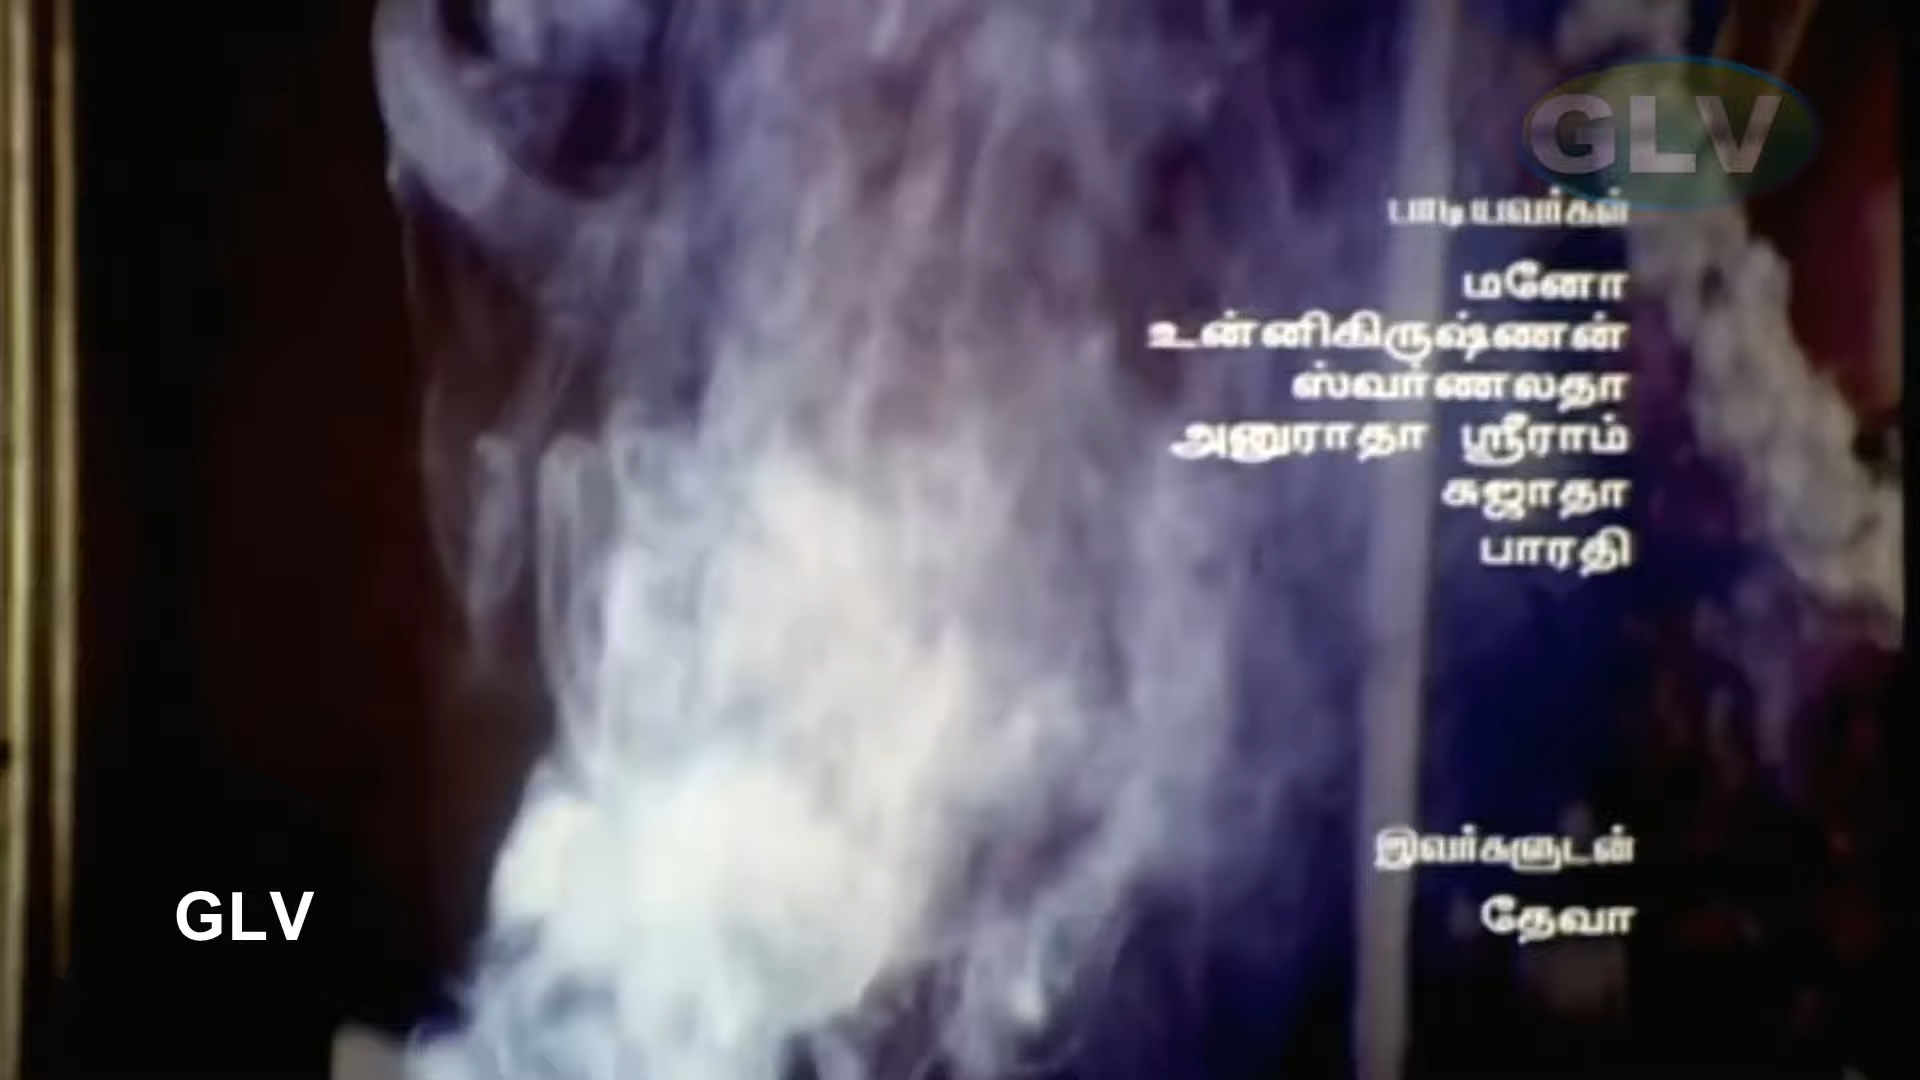 GLV
பாடியவர்கள்
மனோ
உன்னிகிருஷ்ணன்
ஸ்வர்ணலதா
அனுராதா ஸ்ரீராம்
சுஜாதா
பாரதி
இவர்களுடன்
தேவா
GLV